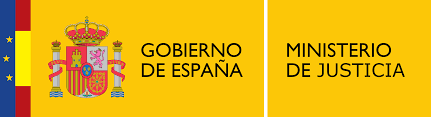 GOBIERNO
DE ESPAÑA
MINISTERIO
DE JUSTICIA